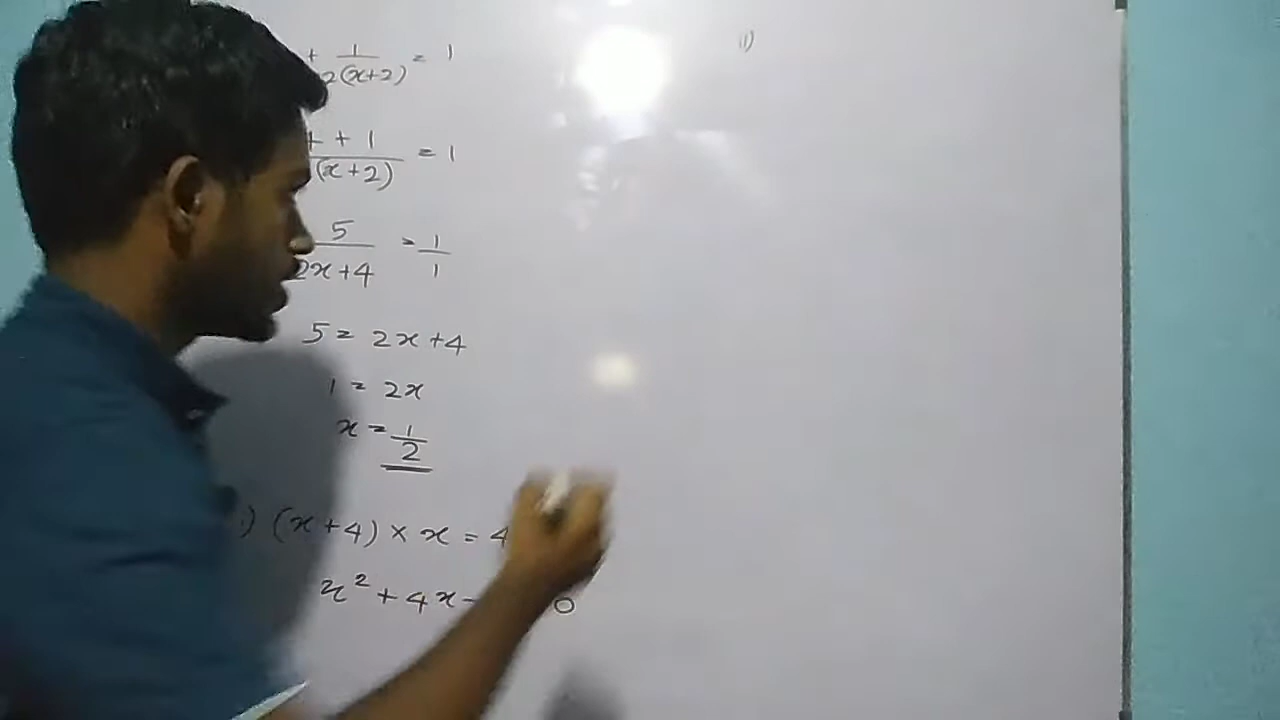 + 1/2(x+2) = 1
+ 1/(x+2) = 1
5/2x+4 = 1/1
5 = 2x+4
1 = 2x
x = 1/2
) (x+4) × x = 4
x² + 4x - 0
11)